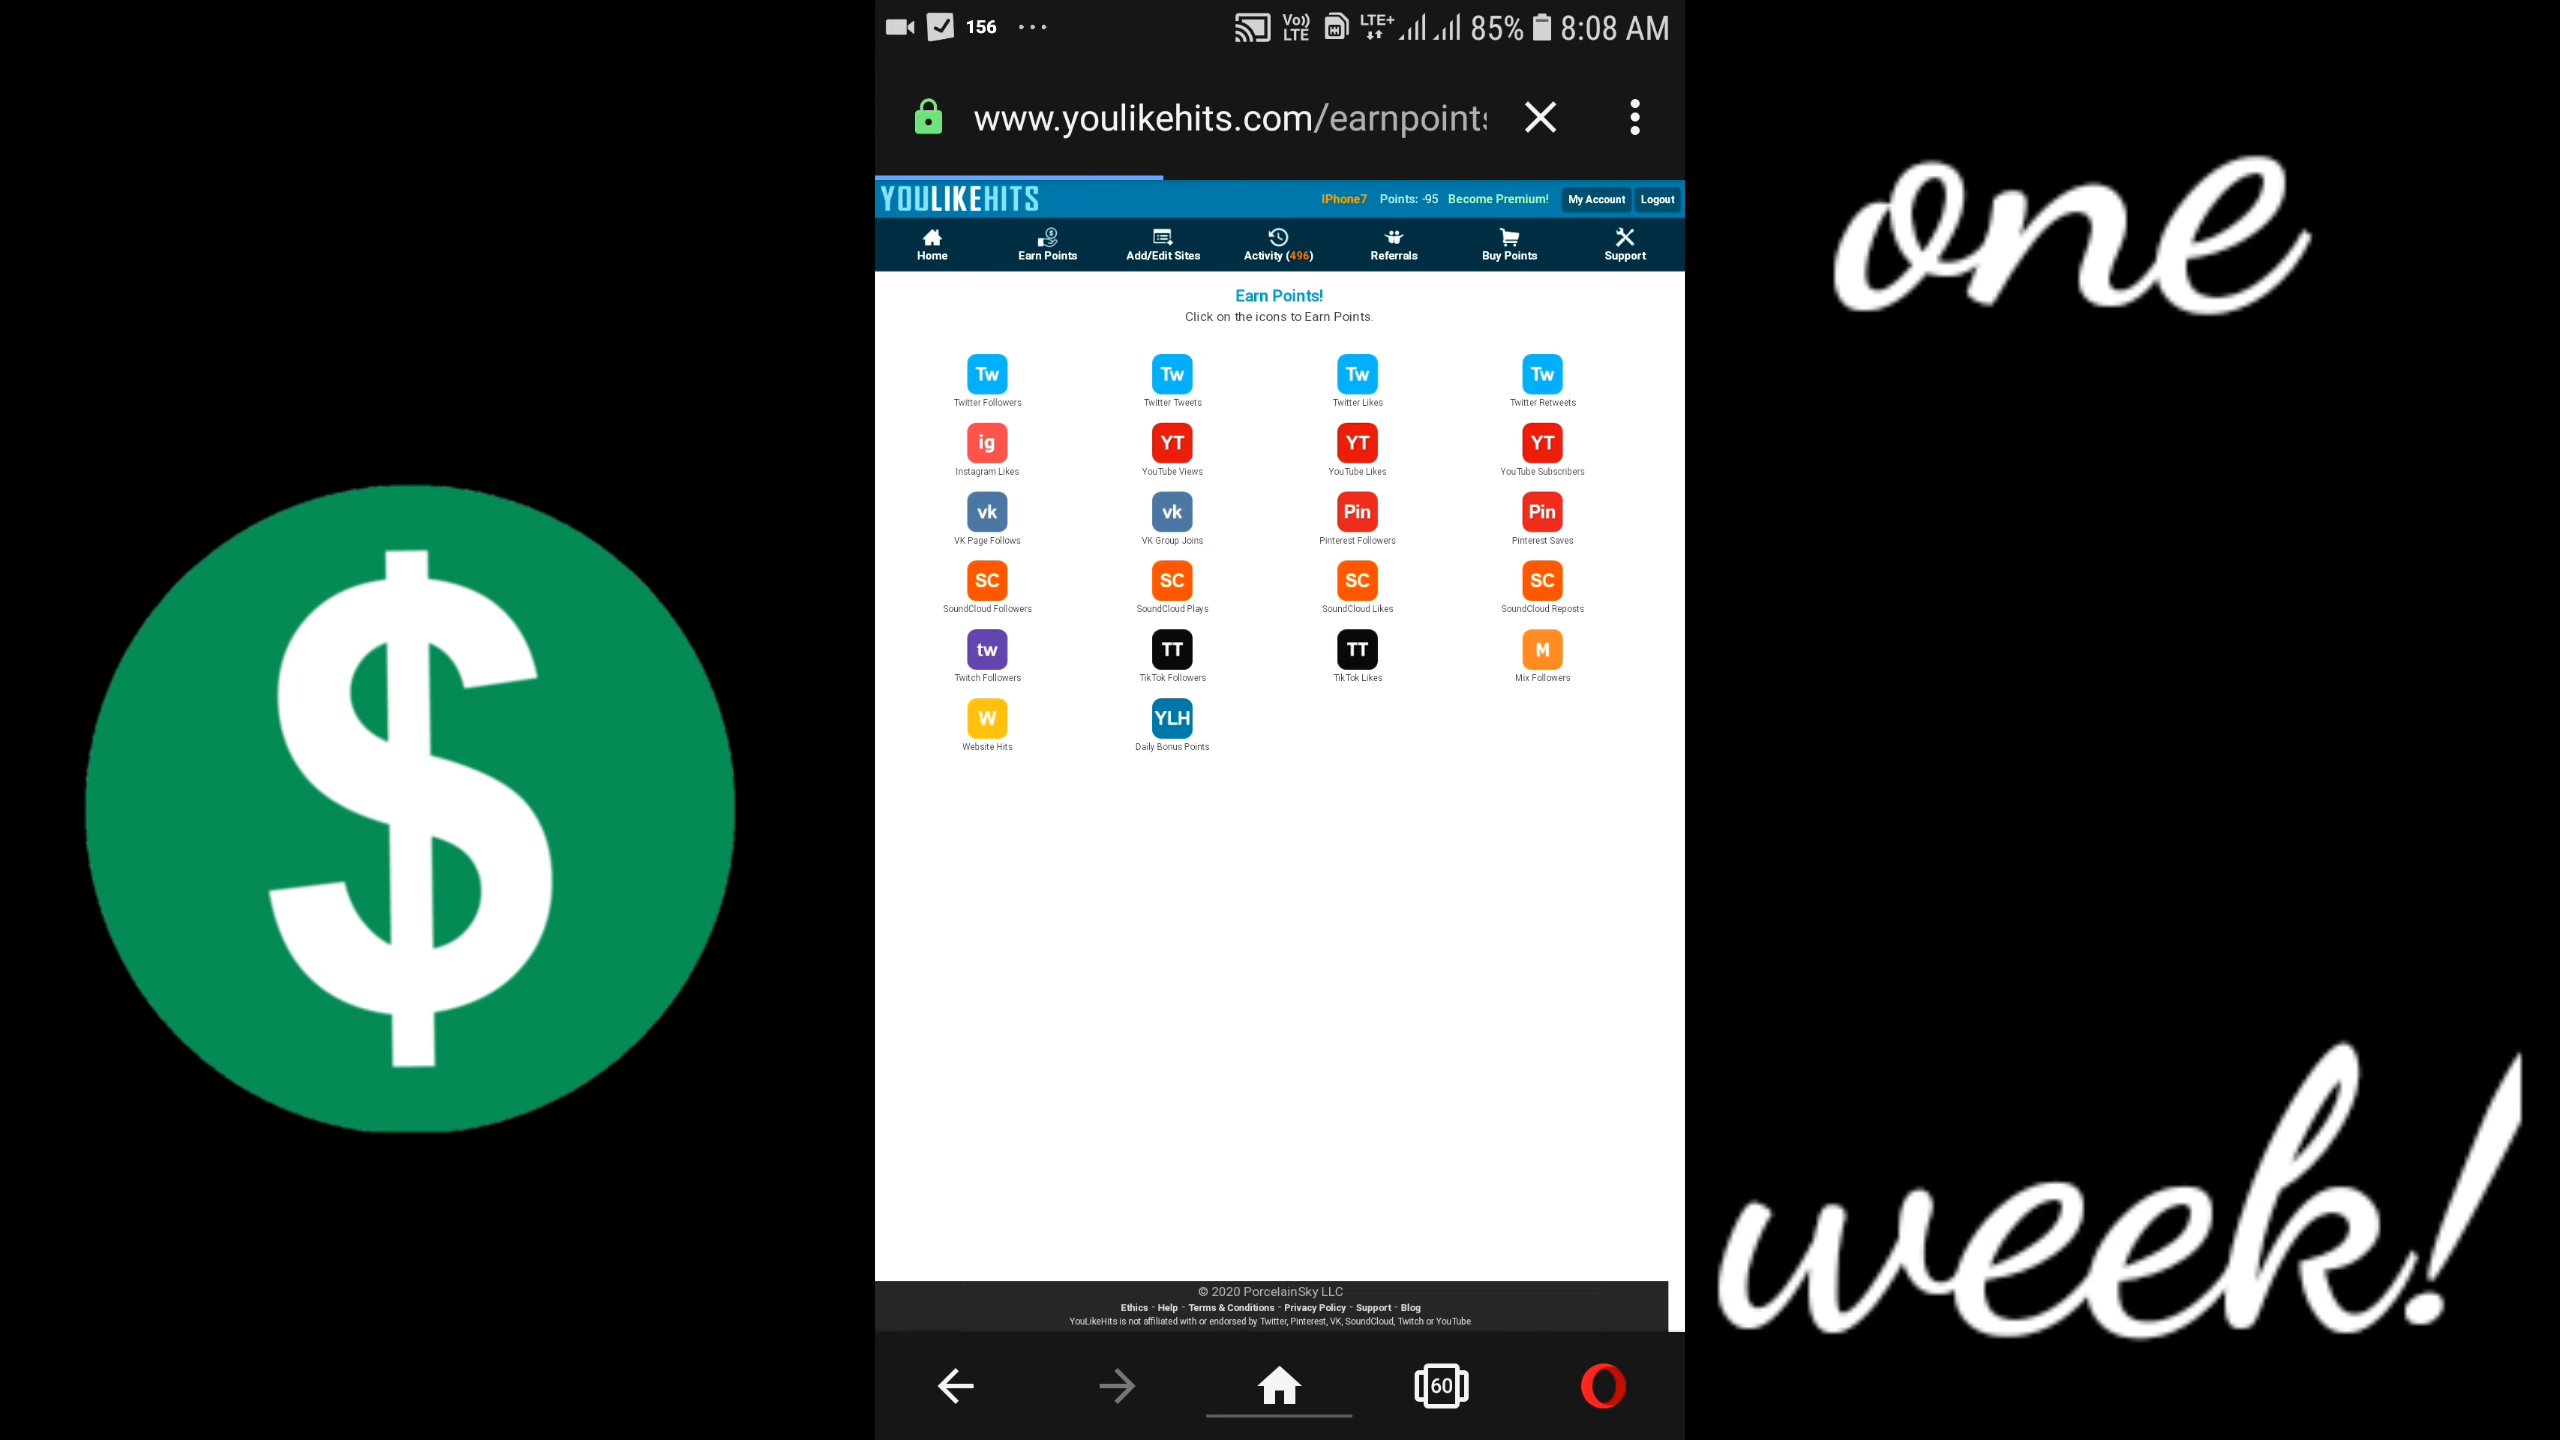 156 ... Vo)) LTE LTE+ 85% 8:08 AM
www.youlikehits.com/earnpoints
YOULIKEHITS IPhone7 Points: -95 Become Premium! My Account Logout
Home Earn Points Add/Edit Sites Activity (496) Referrals Buy Points Support
Earn Points!
Click on the icons to Earn Points.
Tw Tw Tw Tw
Twitter Followers Twitter Tweets Twitter Likes Twitter Retweets
ig YT YT YT
Instagram Likes YouTube Views YouTube Likes YouTube Subscribers
vk vk Pin Pin
VK Page Follows VK Group Joins Pinterest Followers Pinterest Saves
SC SC SC SC
SoundCloud Followers SoundCloud Plays SoundCloud Likes SoundCloud Reposts
tw TT TT M
Twitch Followers TikTok Followers TikTok Likes Mix Followers
W YLH
Website Hits Daily Bonus Points
© 2020 PorcelainSky LLC
Ethics - Help - Terms & Conditions - Privacy Policy - Support - Blog
YouLikeHits is not affiliated with or endorsed by Twitter, Pinterest, VK, SoundCloud, Twitch or YouTube.
60
$
one
week!